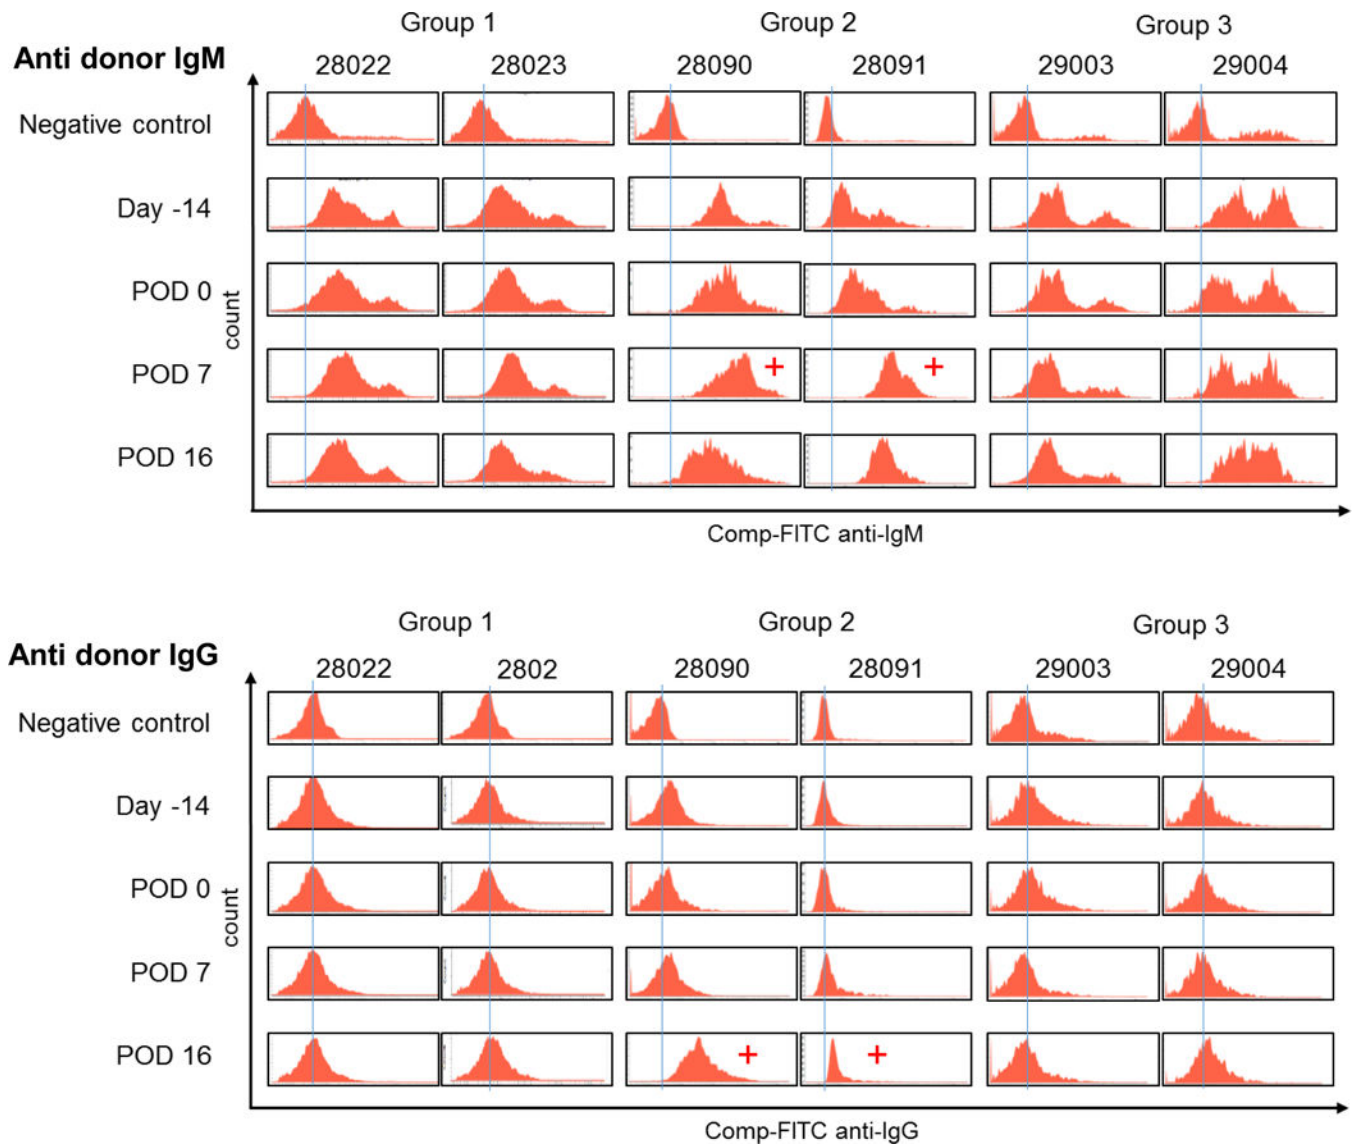 Group 1 Group 2 Group 3
Anti donor IgM 28022 28023 28090 28091 29003 29004
Negative control
Day -14
POD 0
count
POD 7
+ +
POD 16
Comp-FITC anti-IgM
Group 1 Group 2 Group 3
Anti donor IgG 28022 2802 28090 28091 29003 29004
Negative control
Day -14
POD 0
count
POD 7
POD 16
+ +
Comp-FITC anti-IgG